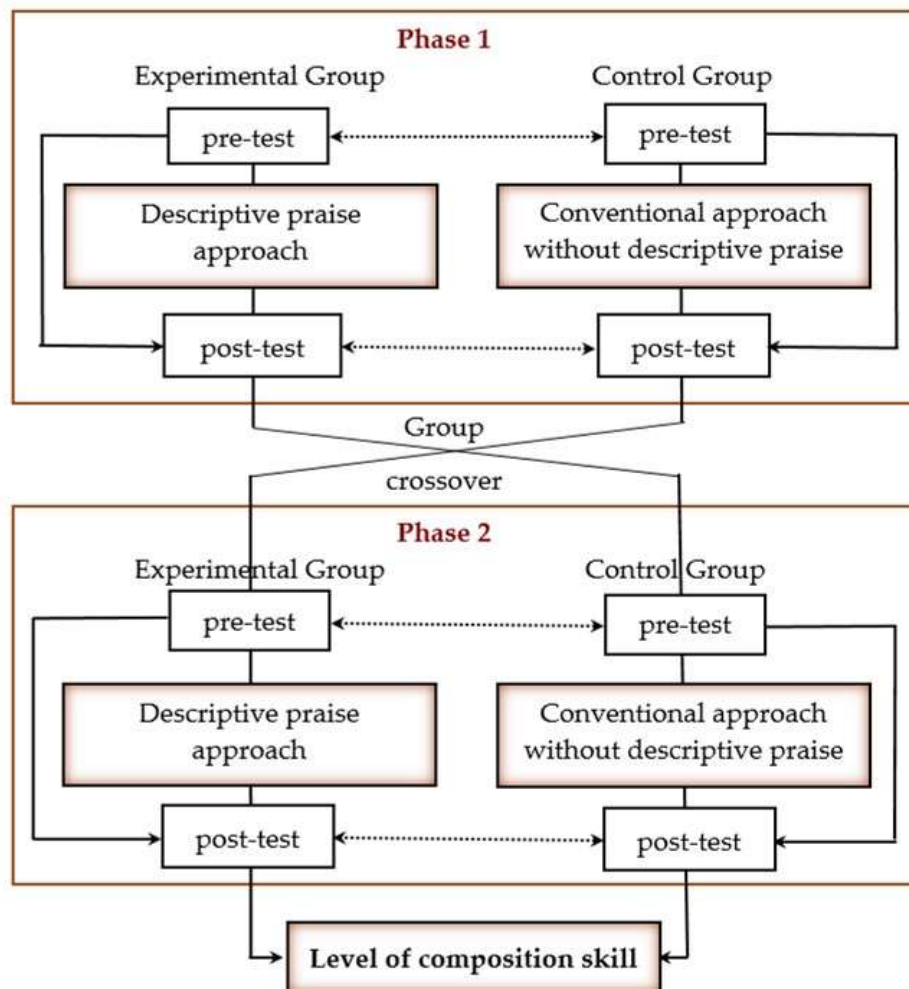 Phase 1
Experimental Group
Control Group
pre-test
pre-test
Descriptive praise
approach
Conventional approach
without descriptive praise
post-test
post-test
Group
crossover
Phase 2
Experimental Group
Control Group
pre-test
pre-test
Descriptive praise
approach
Conventional approach
without descriptive praise
post-test
post-test
Level of composition skill